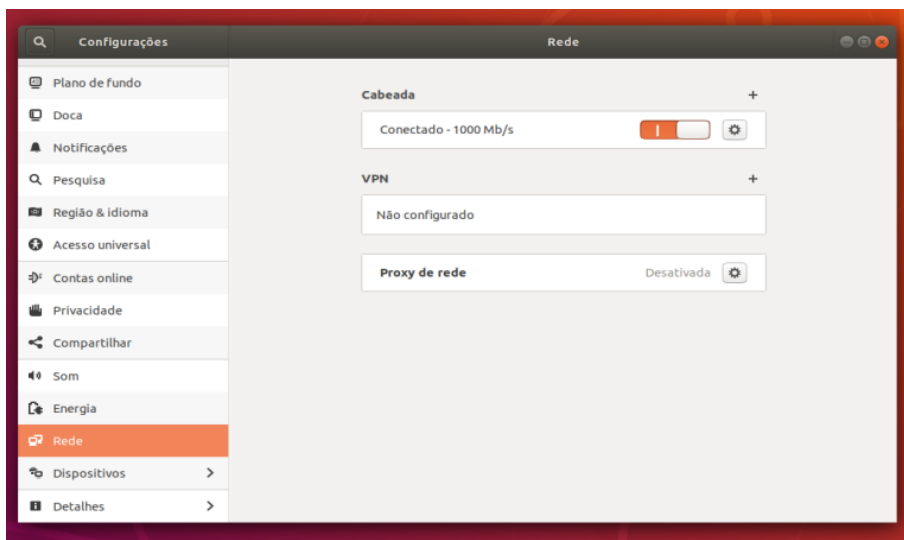 Configurações
Rede
Plano de fundo
Doca
Notificações
Pesquisa
Região & idioma
Acesso universal
Contas online
Privacidade
Compartilhar
Som
Energia
Rede
Dispositivos
Detalhes
Cabeada
Conectado - 1000 Mb/s
VPN
Não configurado
Proxy de rede Desativada